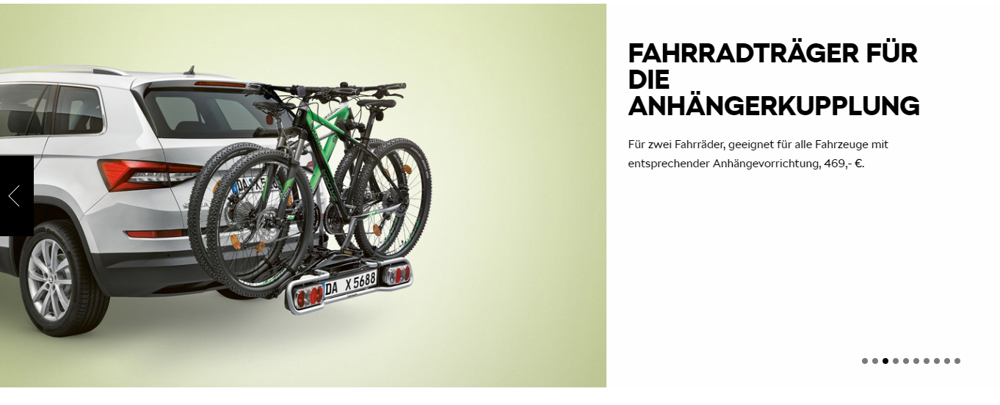 FAHRRADTRÄGER FÜR
DIE
ANHÄNGERKUPPLUNG
Für zwei Fahrräder, geeignet für alle Fahrzeuge mit
entsprechender Anhängevorrichtung, 469,- €.
DA X 5688